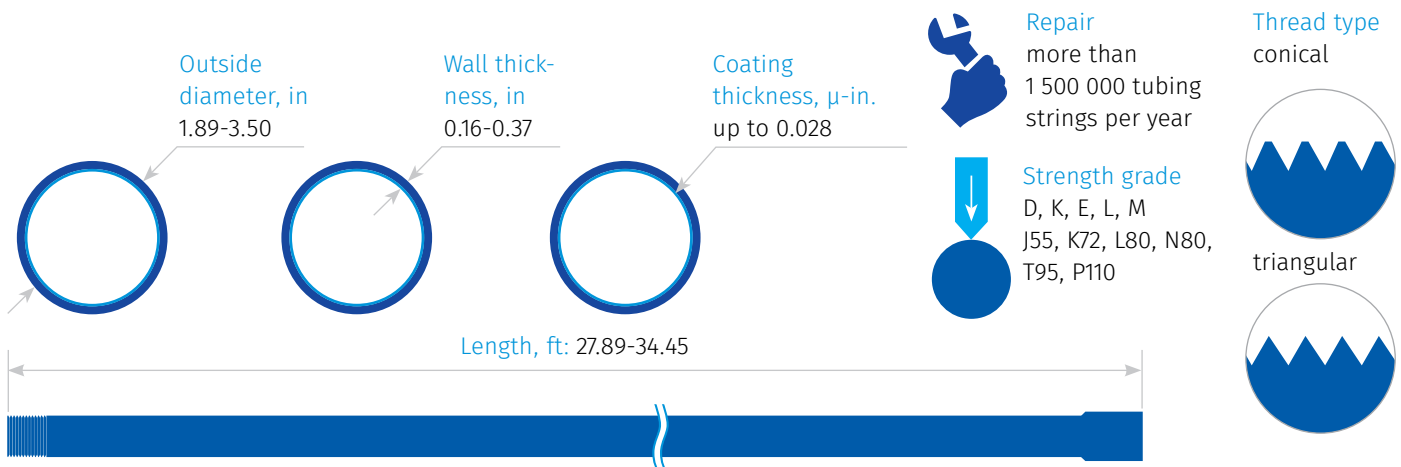 Outside
diameter, in
1.89-3.50
Wall thick-
ness, in
0.16-0.37
Coating
thickness, µ-in.
up to 0.028
Repair
more than
1 500 000 tubing
strings per year
Strength grade
D, K, E, L, M
J55, K72, L80, N80,
T95, P110
Thread type
conical
triangular
Length, ft: 27.89-34.45